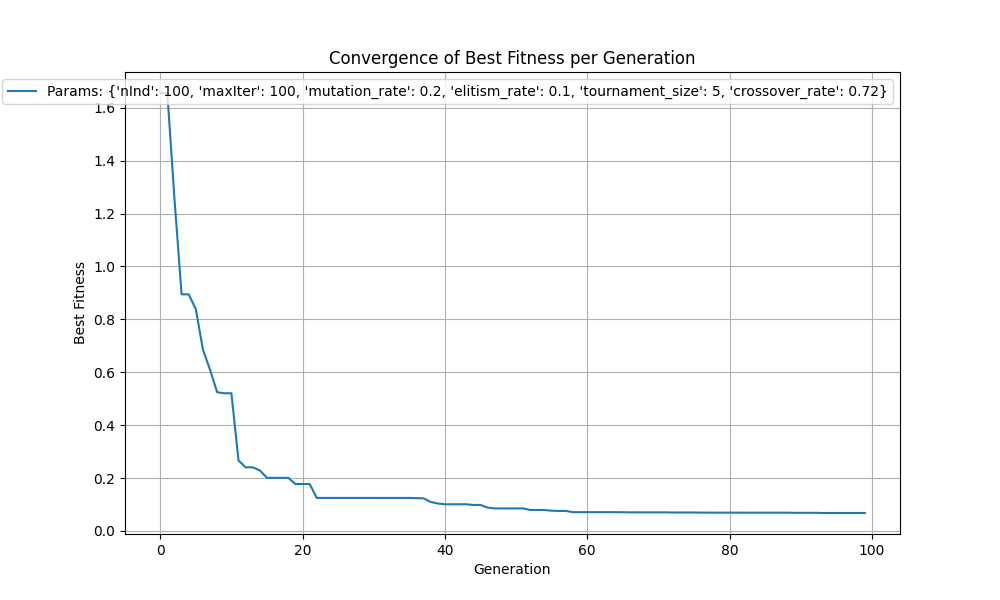 Convergence of Best Fitness per Generation
Params: {'nInd': 100, 'maxIter': 100, 'mutation_rate': 0.2, 'elitism_rate': 0.1, 'tournament_size': 5, 'crossover_rate': 0.72}
1.6
1.4
1.2
1.0
0.8
0.6
0.4
0.2
0.0
Best Fitness
0 20 40 60 80 100
Generation